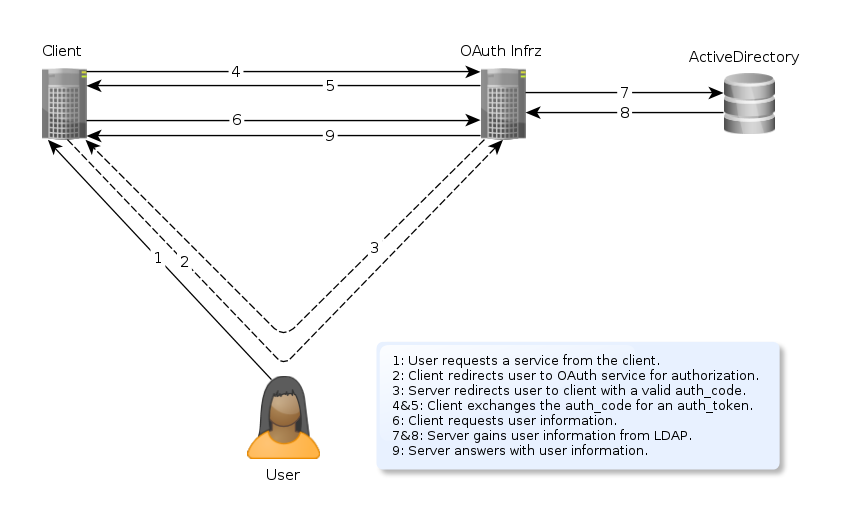 Client
OAuth Infrz
ActiveDirectory
4
5
7
8
6
9
3
1
2
1: User requests a service from the client.
2: Client redirects user to OAuth service for authorization.
3: Server redirects user to client with a valid auth_code.
4&5: Client exchanges the auth_code for an auth_token.
6: Client requests user information.
7&8: Server gains user information from LDAP.
9: Server answers with user information.
User